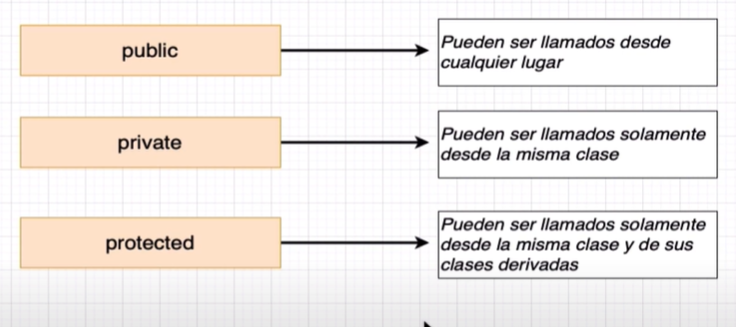 public
Pueden ser llamados desde
cualquier lugar
private
Pueden ser llamados solamente
desde la misma clase
protected
Pueden ser llamados solamente
desde la misma clase y de sus
clases derivadas